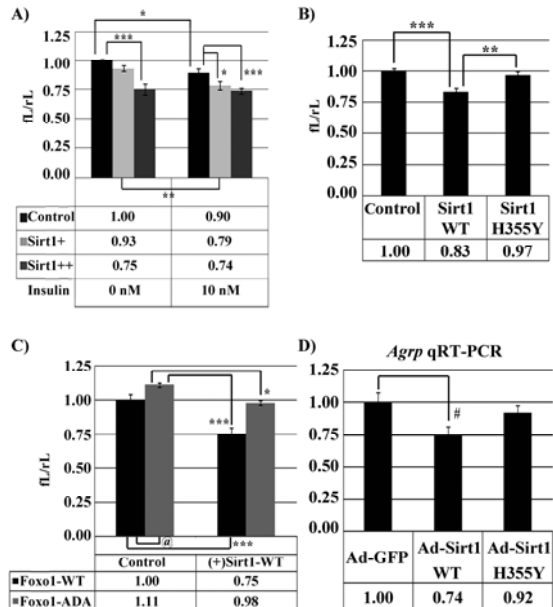 A)
*
***
*
***
1.25
1.00
0.75
0.50
0.25
0.00
fL/rL
**
Control 1.00 0.90
Sirt1+ 0.93 0.79
Sirt1++ 0.75 0.74
Insulin 0 nM 10 nM
B)
***
**
1.25
1.00
0.75
0.50
0.25
0.00
fL/rL
Control Sirt1 WT Sirt1 H355Y
1.00 0.83 0.97
C)
1.25
1.00
0.75
0.50
0.25
0.00
fL/rL
***
*
@
***
Control (+)Sirt1-WT
Foxo1-WT 1.00 0.75
Foxo1-ADA 1.11 0.98
D)
Agrp qRT-PCR
1.25
1.00
0.75
0.50
0.25
0.00
#
Ad-GFP Ad-Sirt1 WT Ad-Sirt1 H355Y
1.00 0.74 0.92